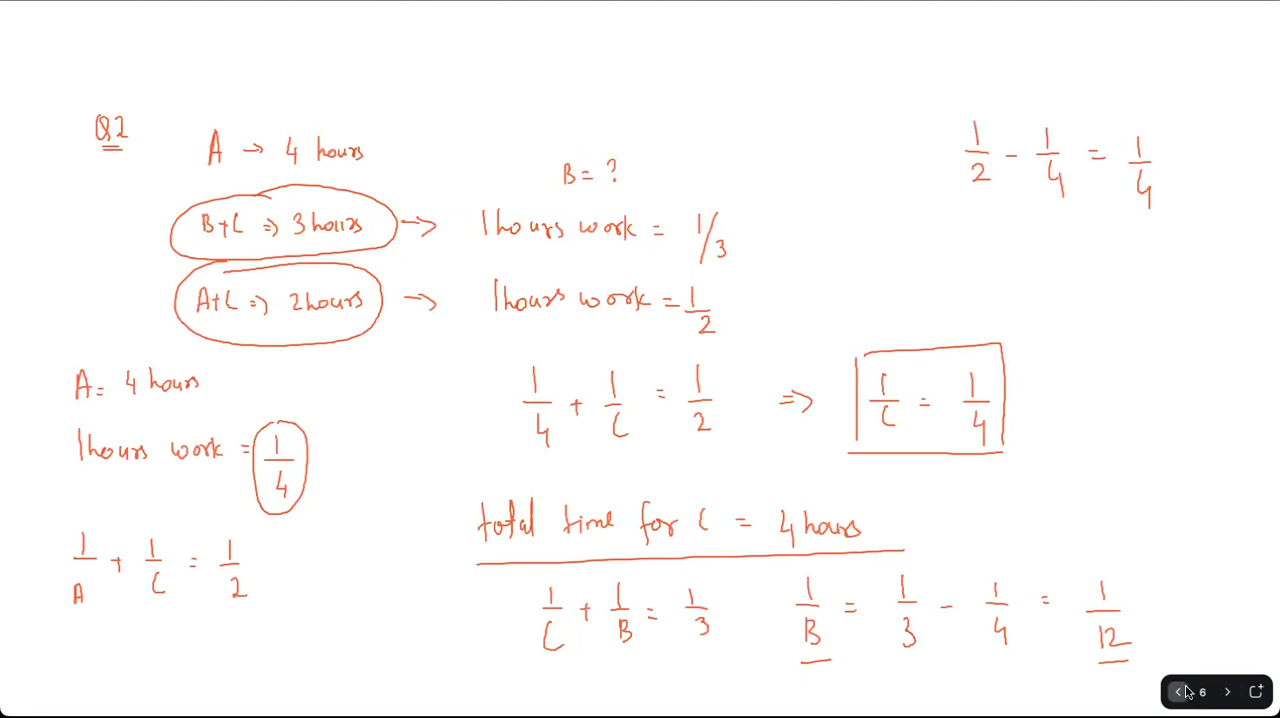 Q2
A → 4 hours
B = ?
1/2 - 1/4 = 1/4
B+C ⇒ 3 hours → 1 hours work = 1/3
A+C ⇒ 2 hours → 1 hours work = 1/2
A = 4 hours
1/4 + 1/C = 1/2 ⇒ 1/C = 1/4
1 hours work = 1/4
total time for C = 4 hours
1/A + 1/C = 1/2
1/C + 1/B = 1/3 1/B = 1/3 - 1/4 = 1/12
6